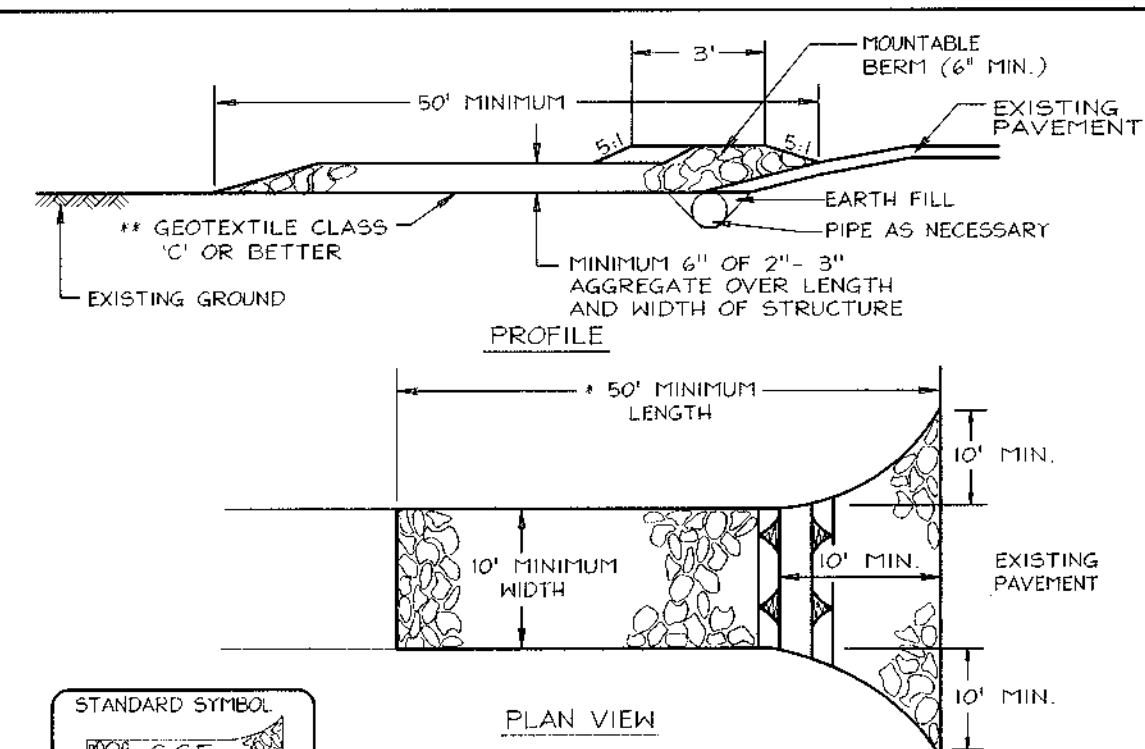 3'
MOUNTABLE
BERM (6" MIN.)
50' MINIMUM
EXISTING
PAVEMENT
5:1
5:1
** GEOTEXTILE CLASS
'C' OR BETTER
EARTH FILL
PIPE AS NECESSARY
EXISTING GROUND
MINIMUM 6" OF 2"- 3"
AGGREGATE OVER LENGTH
AND WIDTH OF STRUCTURE
PROFILE
* 50' MINIMUM
LENGTH
10' MIN.
10' MINIMUM
WIDTH
10' MIN.
EXISTING
PAVEMENT
10' MIN.
STANDARD SYMBOL
PLAN VIEW